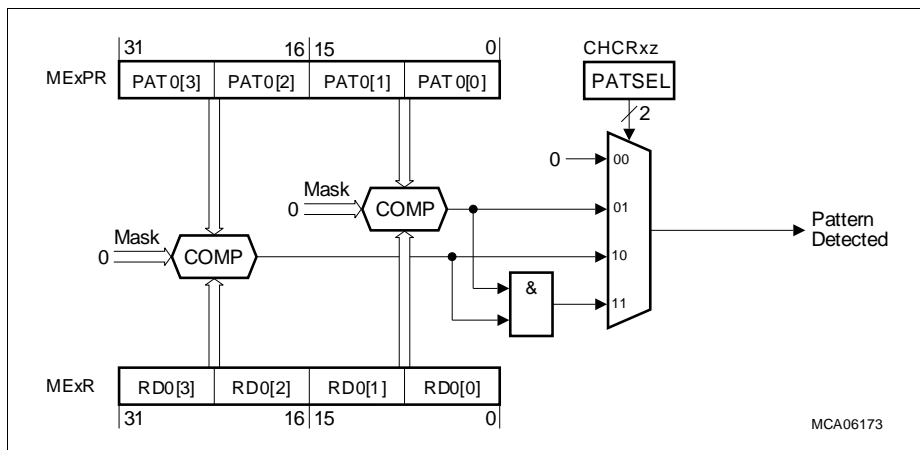 31 16 15 0
CHCRxz
MExPR PAT0[3] PAT0[2] PAT0[1] PAT0[0] PATSEL
2
0 00
Mask
0 COMP 01
Mask
0 COMP 10
Pattern
Detected
&
11
MExR RD0[3] RD0[2] RD0[1] RD0[0]
31 16 15 0
MCA06173